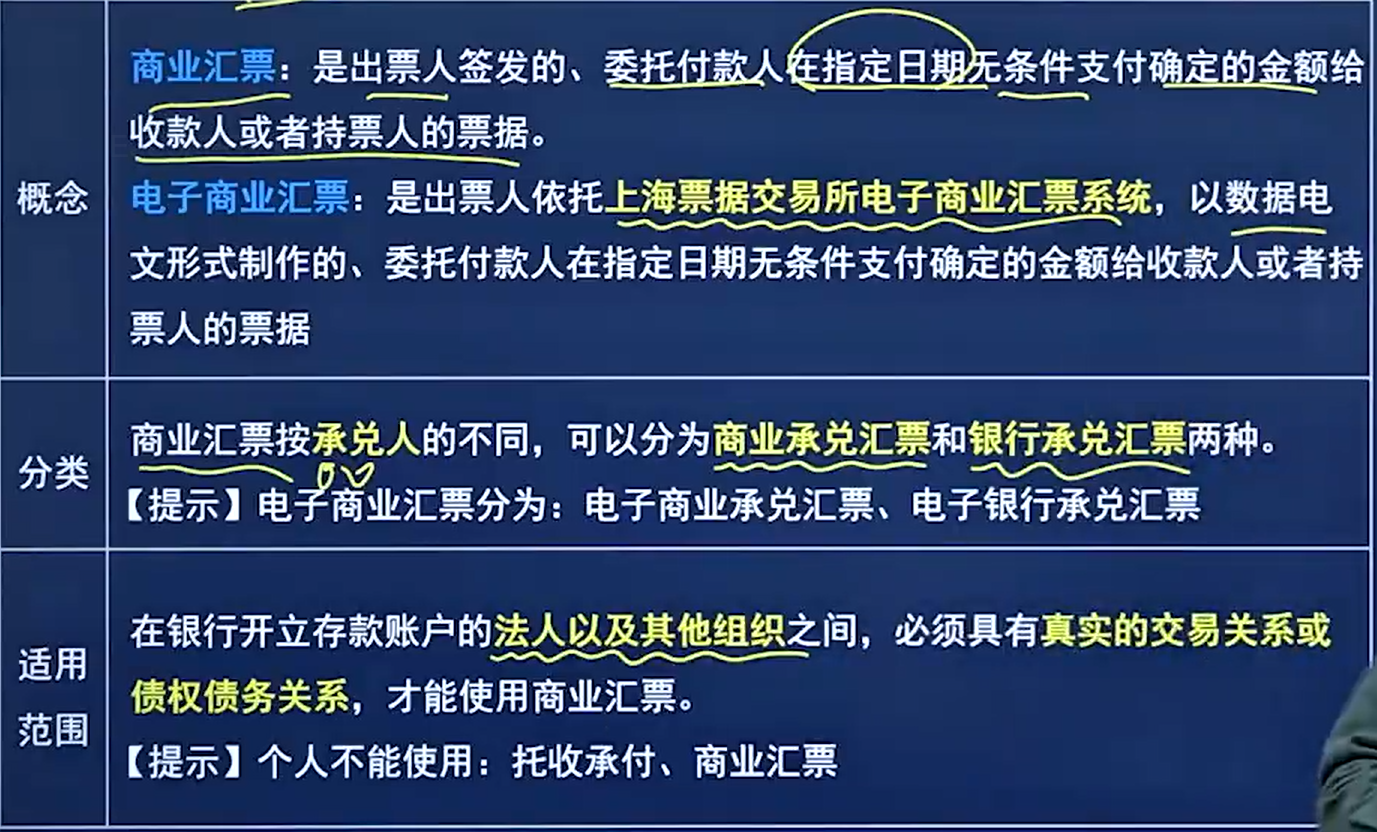 商业汇票：是出票人签发的、委托付款人在指定日期无条件支付确定的金额给
收款人或者持票人的票据。
概念
电子商业汇票：是出票人依托上海票据交易所电子商业汇票系统，以数据电
文形式制作的、委托付款人在指定日期无条件支付确定的金额给收款人或者持
票人的票据
分类
商业汇票按承兑人的不同，可以分为商业承兑汇票和银行承兑汇票两种。
【提示】电子商业汇票分为：电子商业承兑汇票、电子银行承兑汇票
适用
范围
在银行开立存款账户的法人以及其他组织之间，必须具有真实的交易关系或
债权债务关系，才能使用商业汇票。
【提示】个人不能使用：托收承付、商业汇票